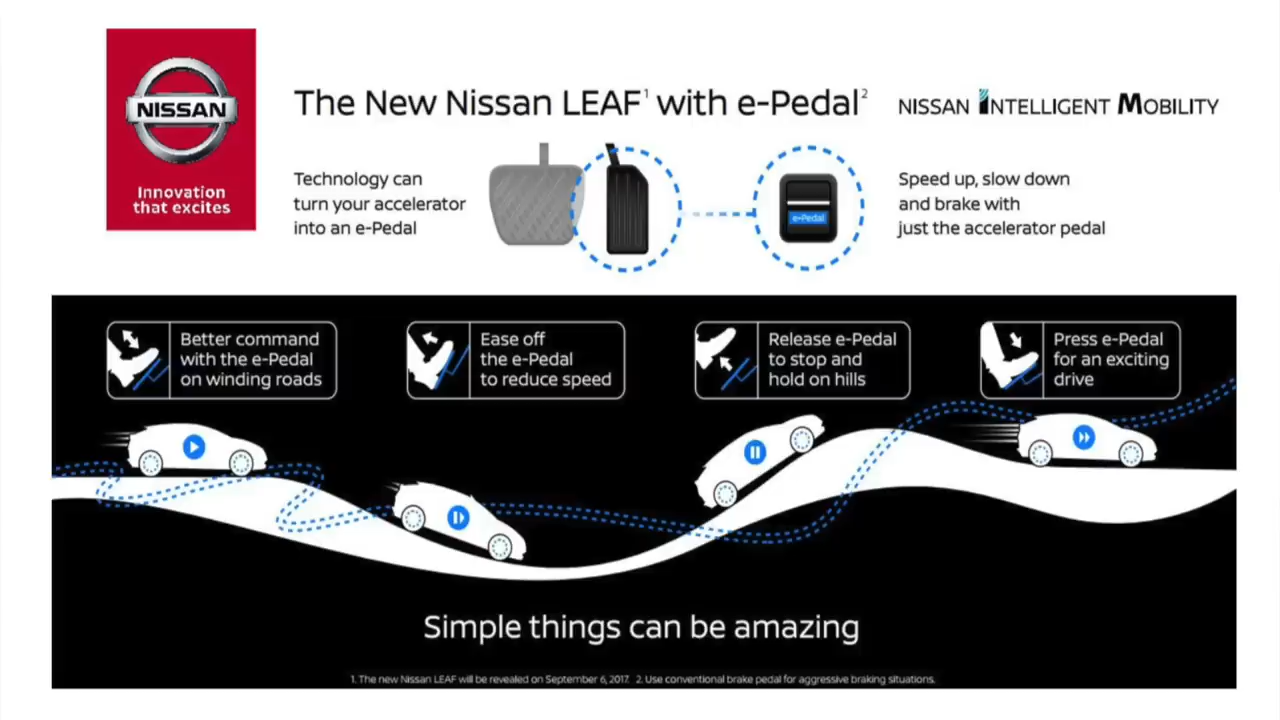 NISSAN
Innovation
that excites
The New Nissan LEAF¹ with e-Pedal²
NISSAN INTELLIGENT MOBILITY
Technology can
turn your accelerator
into an e-Pedal
e-Pedal
Speed up, slow down
and brake with
just the accelerator pedal
Better command
with the e-Pedal
on winding roads
Ease off
the e-Pedal
to reduce speed
Release e-Pedal
to stop and
hold on hills
Press e-Pedal
for an exciting
drive
Simple things can be amazing
1. The new Nissan LEAF will be revealed on September 6, 2017. 2. Use conventional brake pedal for aggressive braking situations.